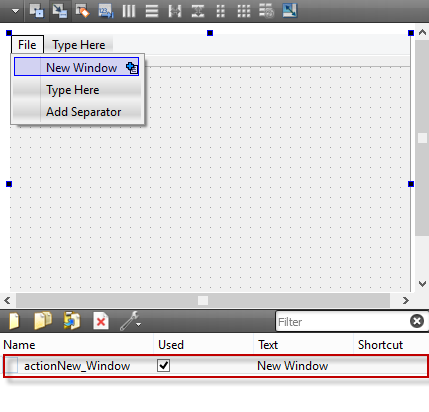 File Type Here
New Window
Type Here
Add Separator
Filter
Name Used Text Shortcut
actionNew_Window New Window